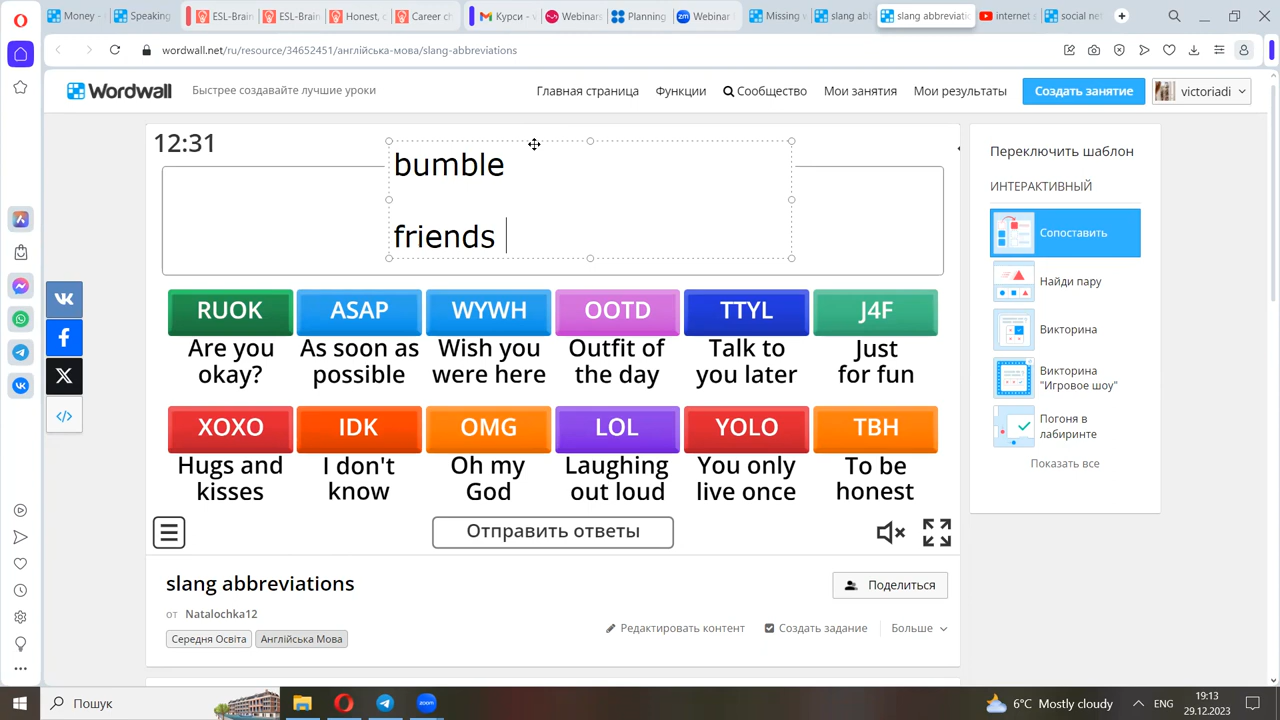 Money -
Speaking
ESL-Brain
ESL-Brain
Honest, c
Career ch
Курси - v
Webinars
Planning
Webinar
Missing w
slang ab
slang abbreviati
internet s
social net
wordwall.net/ru/resource/34652451/англійська-мова/slang-abbreviations
Wordwall
Быстрее создавайте лучшие уроки
Главная страница
Функции
Сообщество
Мои занятия
Мои результаты
Создать занятие
victoriadi
12:31
bumble
friends
RUOK
ASAP
WYWH
OOTD
TTYL
J4F
Are you
okay?
As soon as
possible
Wish you
were here
Outfit of
the day
Talk to
you later
Just
for fun
XOXO
IDK
OMG
LOL
YOLO
TBH
Hugs and
kisses
I don't
know
Oh my
God
Laughing
out loud
You only
live once
To be
honest
Отправить ответы
slang abbreviations
Поделиться
от Natalochka12
Середня Освіта
Англійська Мова
Редактировать контент
Создать задание
Больше
Переключить шаблон
ИНТЕРАКТИВНЫЙ
Сопоставить
Найди пару
Викторина
Викторина
"Игровое шоу"
Погоня в
лабиринте
Показать все
Пошук
zoom
6°C Mostly cloudy
ENG
19:13
29.12.2023